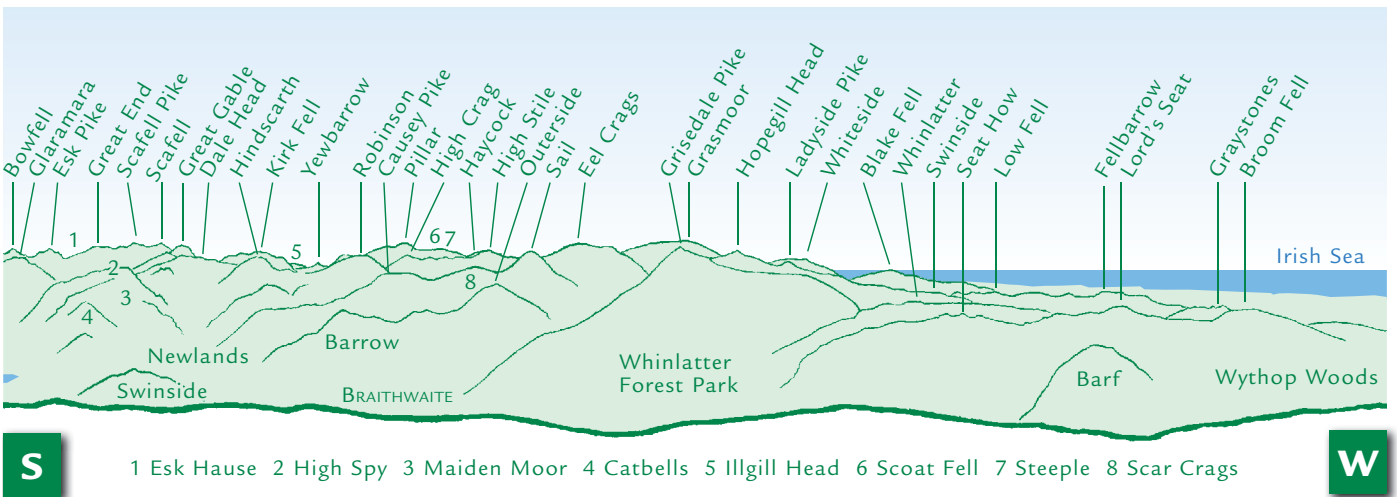 Bowfell
Glaramara
Esk Pike
Great End
Scafell Pike
Scafell
Great Gable
Dale Head
Hindscarth
Kirk Fell
Yewbarrow
Robinson
Causey Pike
Pillar
High Crag
Haycock
High Stile
Outerside
Sail
Eel Crags
Grisedale Pike
Grasmoor
Hopegill Head
Ladyside Pike
Whiteside
Blake Fell
Whinlatter
Swinside
Seat How
Low Fell
Fellbarrow
Lord's Seat
Graystones
Broom Fell
1
6 7
5
Irish Sea
2
8
3
4
Newlands
Barrow
Whinlatter
Forest Park
Swinside
BRAITHWAITE
Barf
Wythop Woods
S
1 Esk Hause 2 High Spy 3 Maiden Moor 4 Catbells 5 Illgill Head 6 Scoat Fell 7 Steeple 8 Scar Crags
W